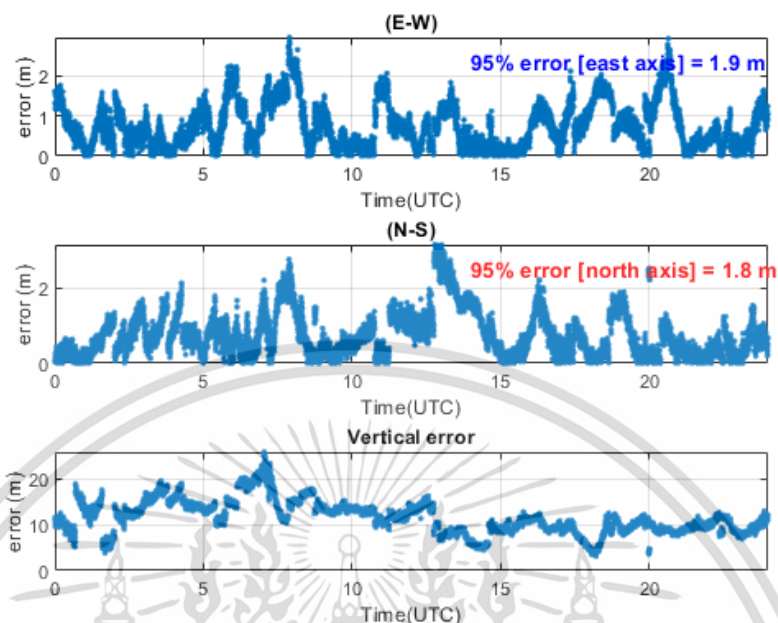 (E-W)
95% error [east axis] = 1.9 m
error (m)
2
1
0
0 5 10 15 20
Time(UTC)
(N-S)
95% error [north axis] = 1.8 m
error (m)
2
0
0 5 10 15 20
Time(UTC)
Vertical error
error (m)
20
10
0
0 5 10 15 20
Time(UTC)